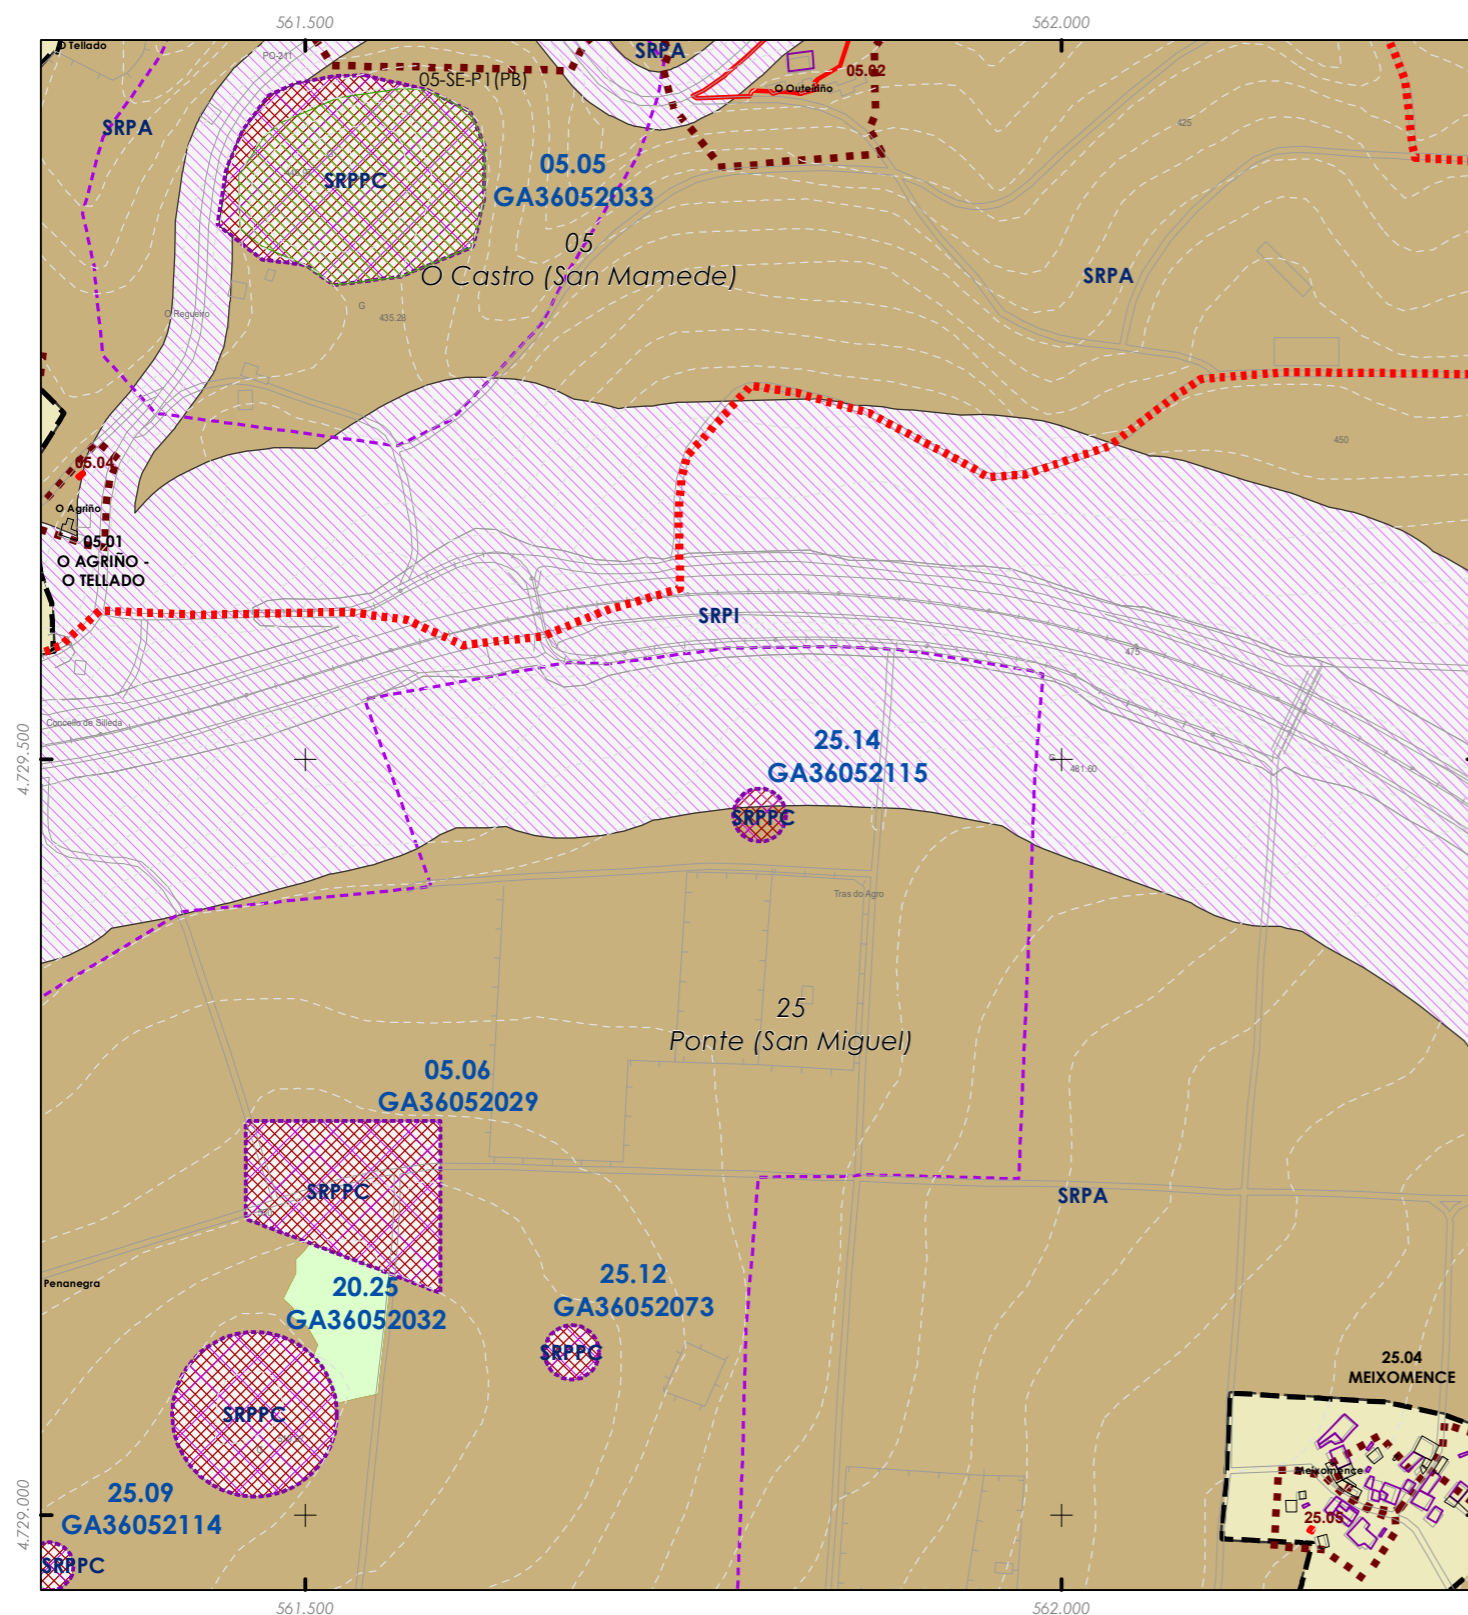 561.500
562.000
O Tellado
PO-211
SRPA
05-SE-P1(PB)
05.02
O Outeiriño
SRPA
425
SRPPC
05.05
GA36052033
05
O Castro (San Mamede)
SRPA
O Regueiro
G
435.28
450
05.04
O Agriño
05.01
O AGRIÑO -
O TELLADO
SRPI
475
Concello de Silleda
4.729.500
25.14
GA36052115
G
481.60
SRPPC
Tras do Agro
25
Ponte (San Miguel)
05.06
GA36052029
SRPPC
SRPA
Penanegra
20.25
GA36052032
25.12
GA36052073
SRPPC
25.04
MEIXOMENCE
SRPPC
Meixomence
25.09
GA36052114
25.05
4.729.000
SRPPC
561.500
562.000